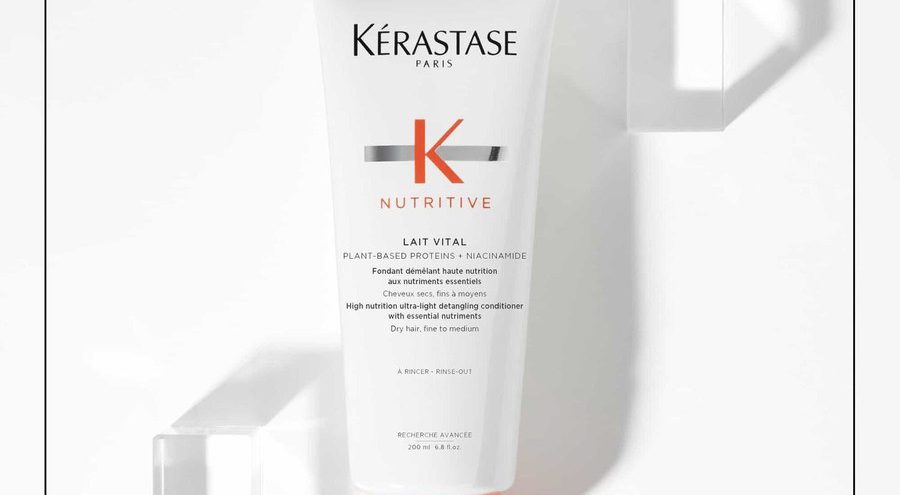 KÉRASTASE
PARIS
K
NUTRITIVE
LAIT VITAL
PLANT-BASED PROTEINS + NIACINAMIDE
Fondant démêlant haute nutrition
aux nutriments essentiels
Cheveux secs, fins à moyens
High nutrition ultra-light detangling conditioner
with essential nutriments
Dry hair, fine to medium
À RINCER - RINSE-OUT
RECHERCHE AVANCÉE
200 ml 6.8 fl.oz.